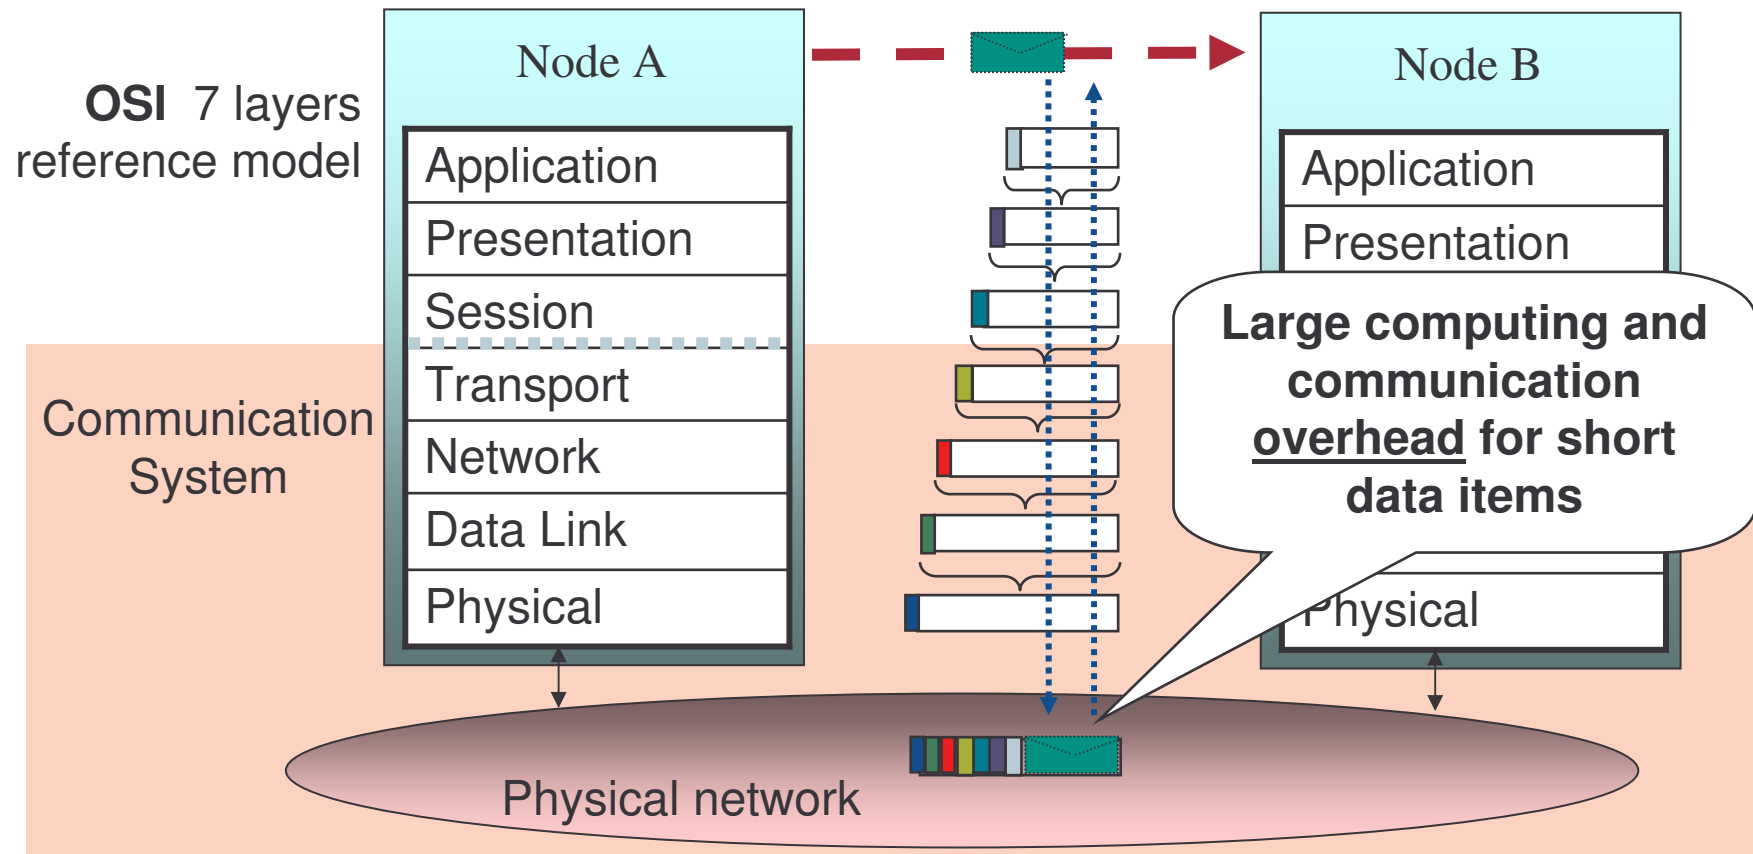 OSI 7 layers
reference model
Node A
Application
Presentation
Session
Transport
Network
Data Link
Physical
Communication
System
Node B
Application
Presentation
Large computing and
communication
overhead for short
data items
Physical
Physical network